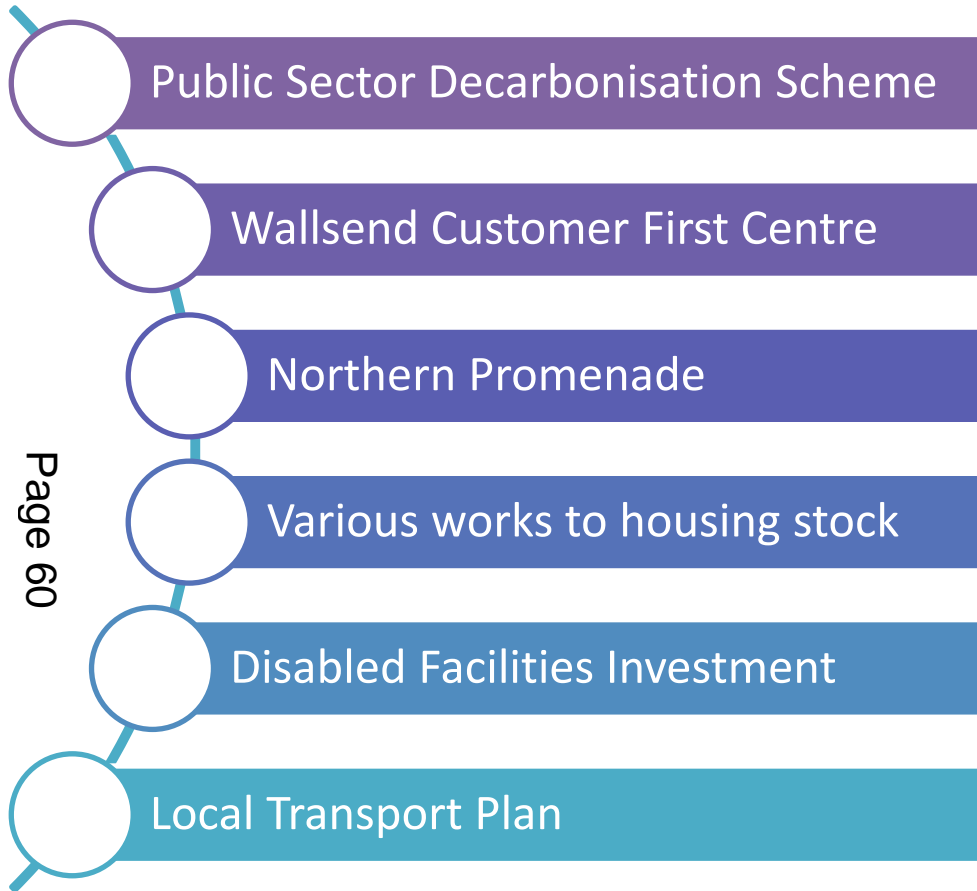 Public Sector Decarbonisation Scheme
Wallsend Customer First Centre
Northern Promenade
Various works to housing stock
Disabled Facilities Investment
Local Transport Plan
Page 60